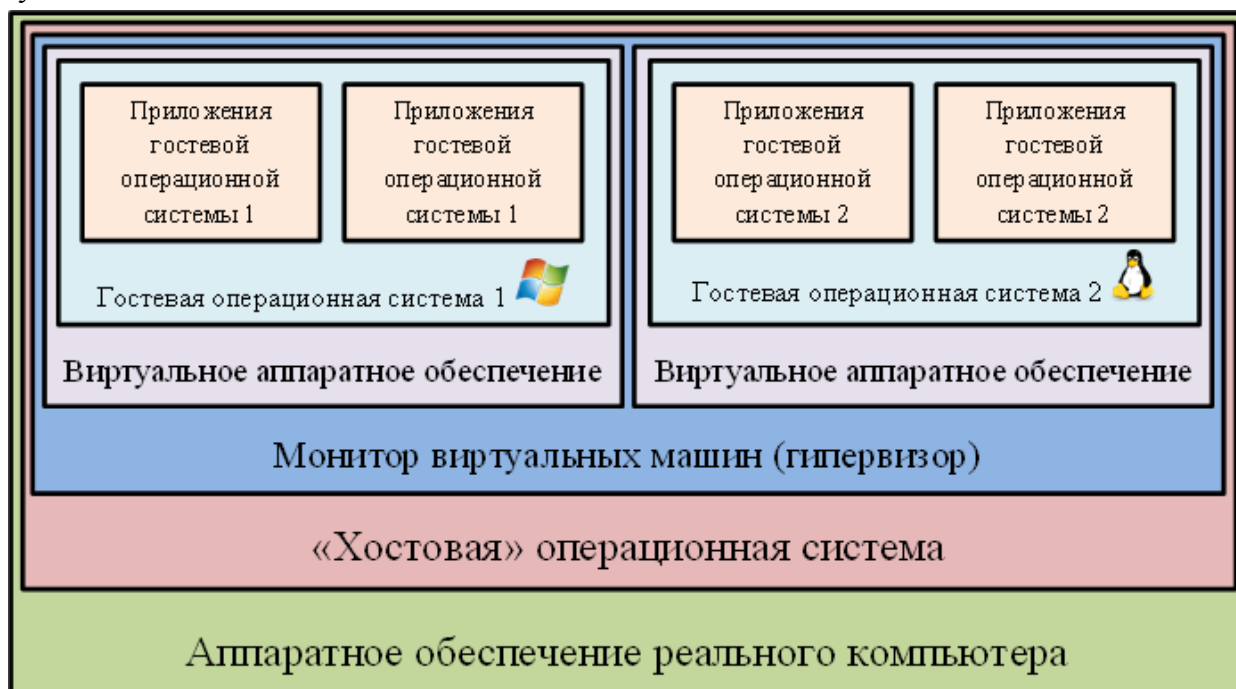 Приложения
гостевой
операционной
системы 1
Приложения
гостевой
операционной
системы 1
Гостевая операционная система 1
Виртуальное аппаратное обеспечение
Приложения
гостевой
операционной
системы 2
Приложения
гостевой
операционной
системы 2
Гостевая операционная система 2
Виртуальное аппаратное обеспечение
Монитор виртуальных машин (гипервизор)
«Хостовая» операционная система
Аппаратное обеспечение реального компьютера